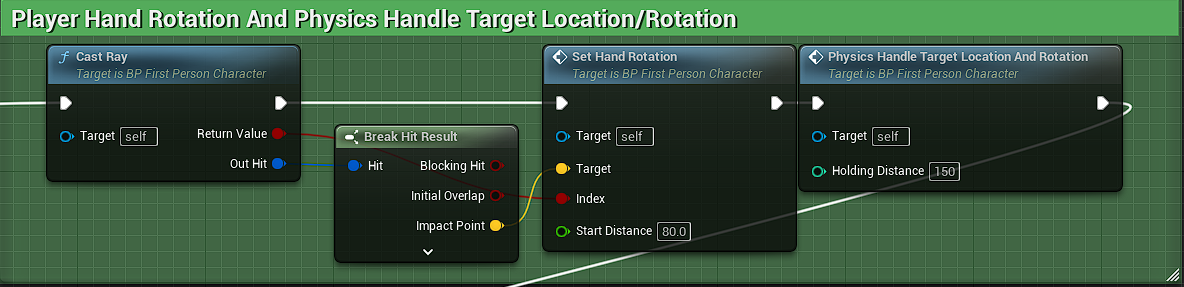 Player Hand Rotation And Physics Handle Target Location/Rotation
f Cast Ray
Target is BP First Person Character
Target self
Return Value
Out Hit
Break Hit Result
Hit
Blocking Hit
Initial Overlap
Impact Point
Set Hand Rotation
Target is BP First Person Character
Target self
Target
Index
Start Distance 80.0
Physics Handle Target Location And Rotation
Target is BP First Person Character
Target self
Holding Distance 150